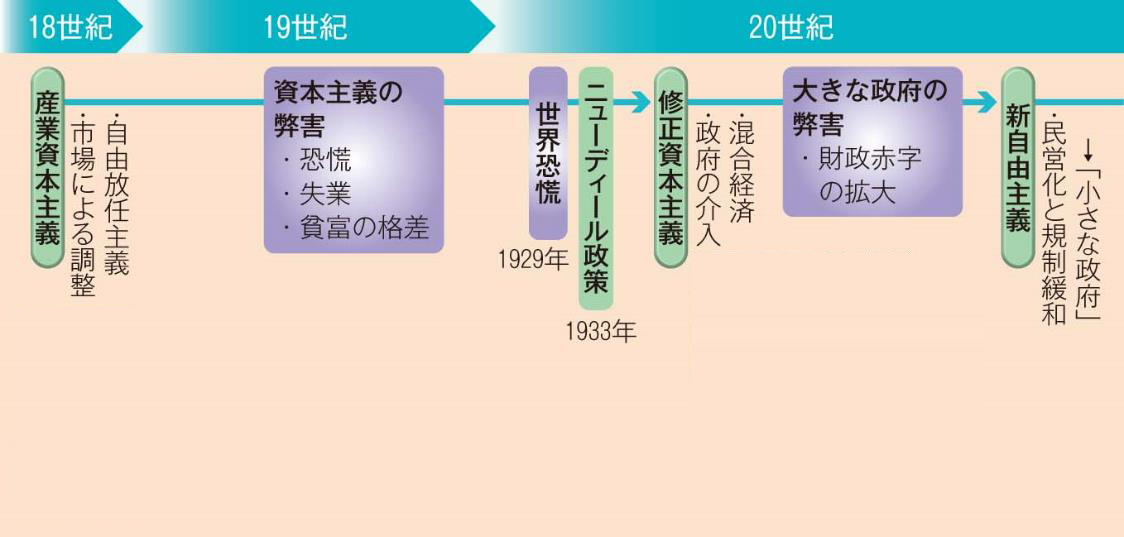 18世紀
19世紀
20世紀
産業資本主義
・自由放任主義
・市場による調整
資本主義の
弊害
・恐慌
・失業
・貧富の格差
世界恐慌
1929年
ニューディール政策
1933年
修正資本主義
・混合経済
・政府の介入
大きな政府の
弊害
・財政赤字
の拡大
新自由主義
→「小さな政府」
・民営化と規制緩和